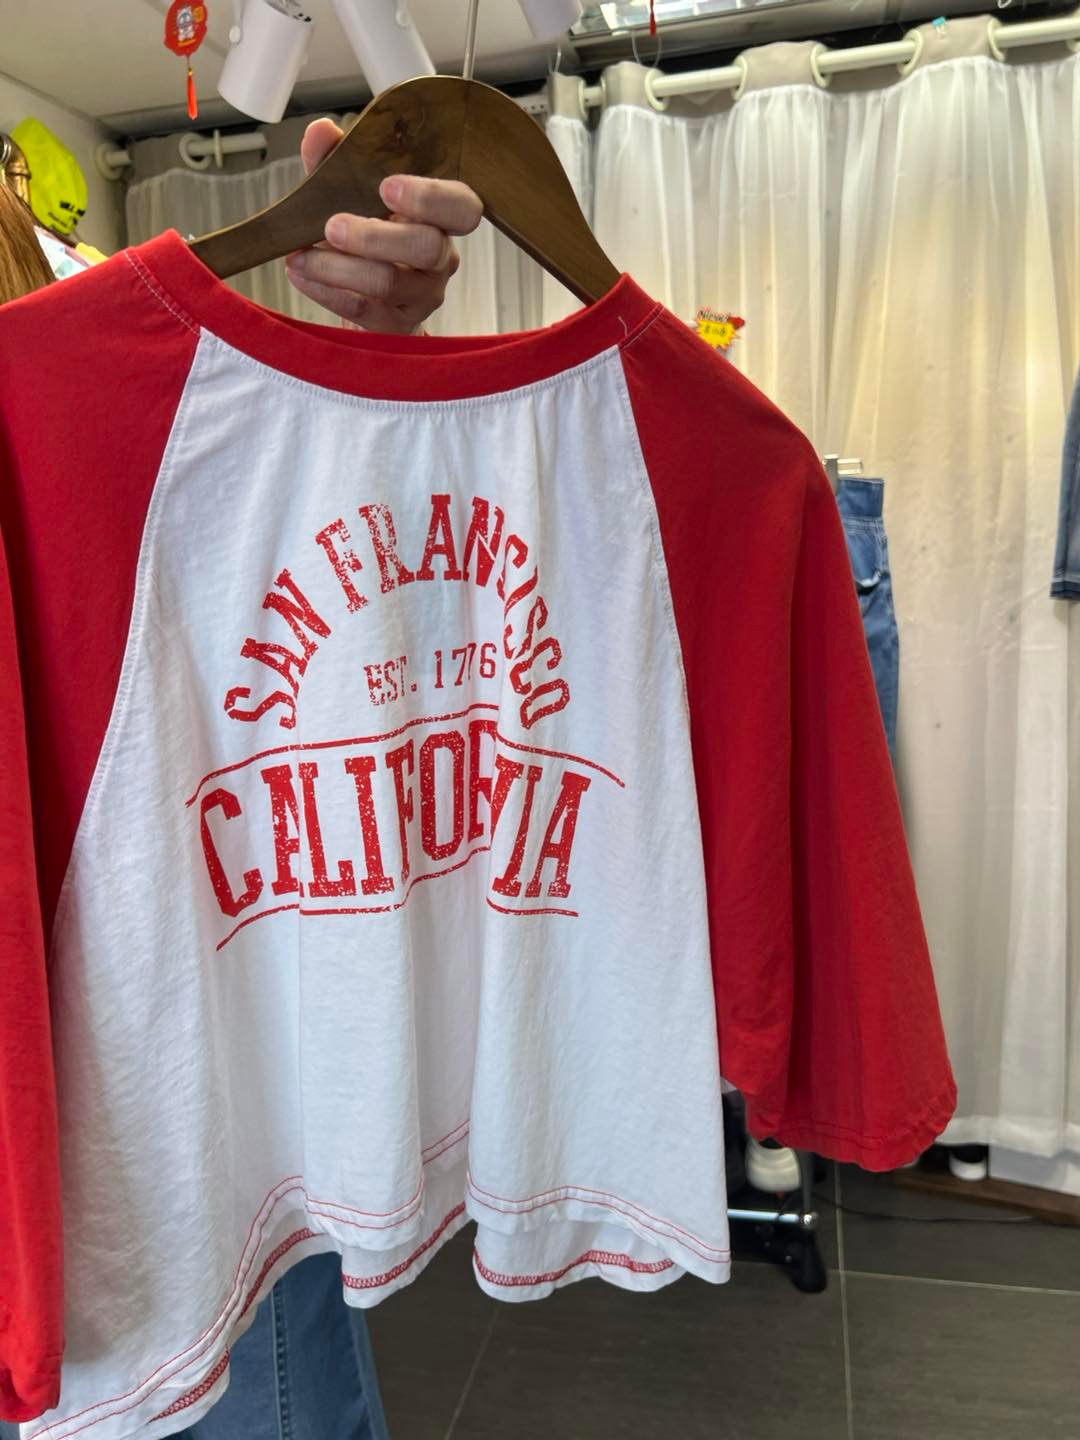 SAN FRANCISCO
EST. 1776
CALIFORNIA